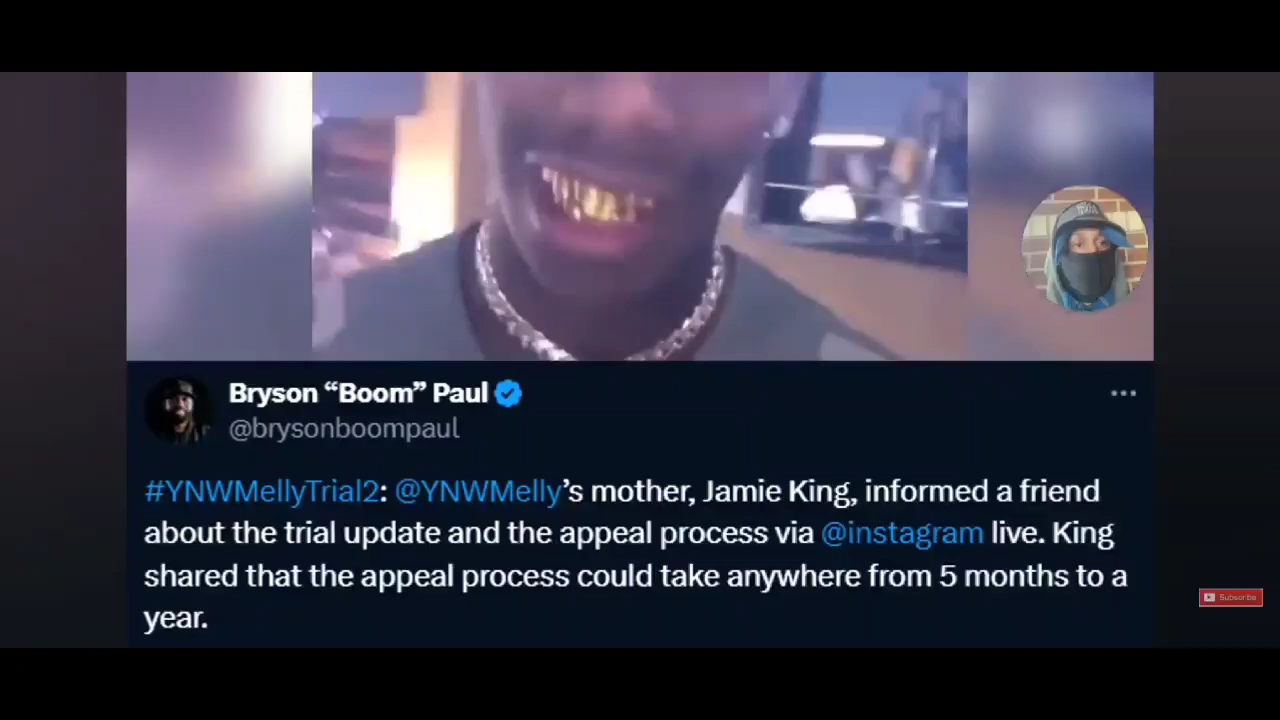 Bryson “Boom” Paul
@brysonboompaul
#YNWMellyTrial2: @YNWMelly’s mother, Jamie King, informed a friend
about the trial update and the appeal process via @instagram live. King
shared that the appeal process could take anywhere from 5 months to a
year.
Subscribe